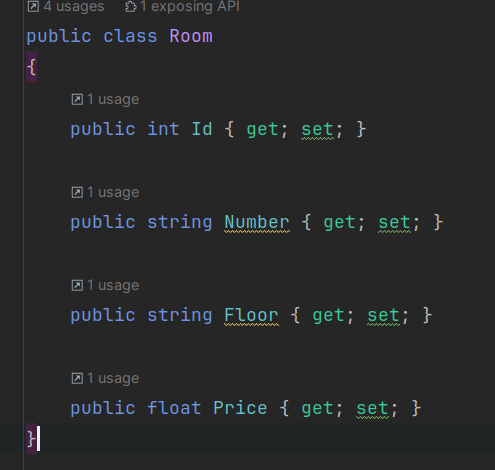 4 usages 1 exposing API
public class Room
{
1 usage
public int Id { get; set; }
1 usage
public string Number { get; set; }
1 usage
public string Floor { get; set; }
1 usage
public float Price { get; set; }
}